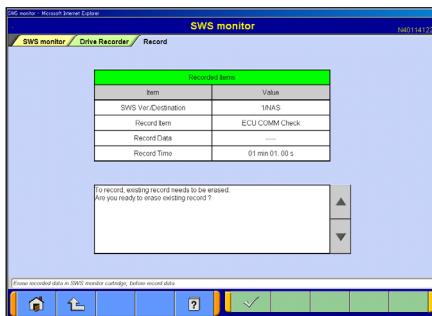 SWS monitor - Microsoft Internet Explorer
SWS monitor
SWS monitor Drive Recorder Record
Recorded Items
Item Value
SWS Ver./Destination 1/NAS
Record Item ECU COMM Check
Record Data ----
Record Time 01 min 01. 00 s
To record, existing record needs to be erased.
Are you ready to erase existing record ?
Erase recorded data in SWS monitor cartridge, before record data
?